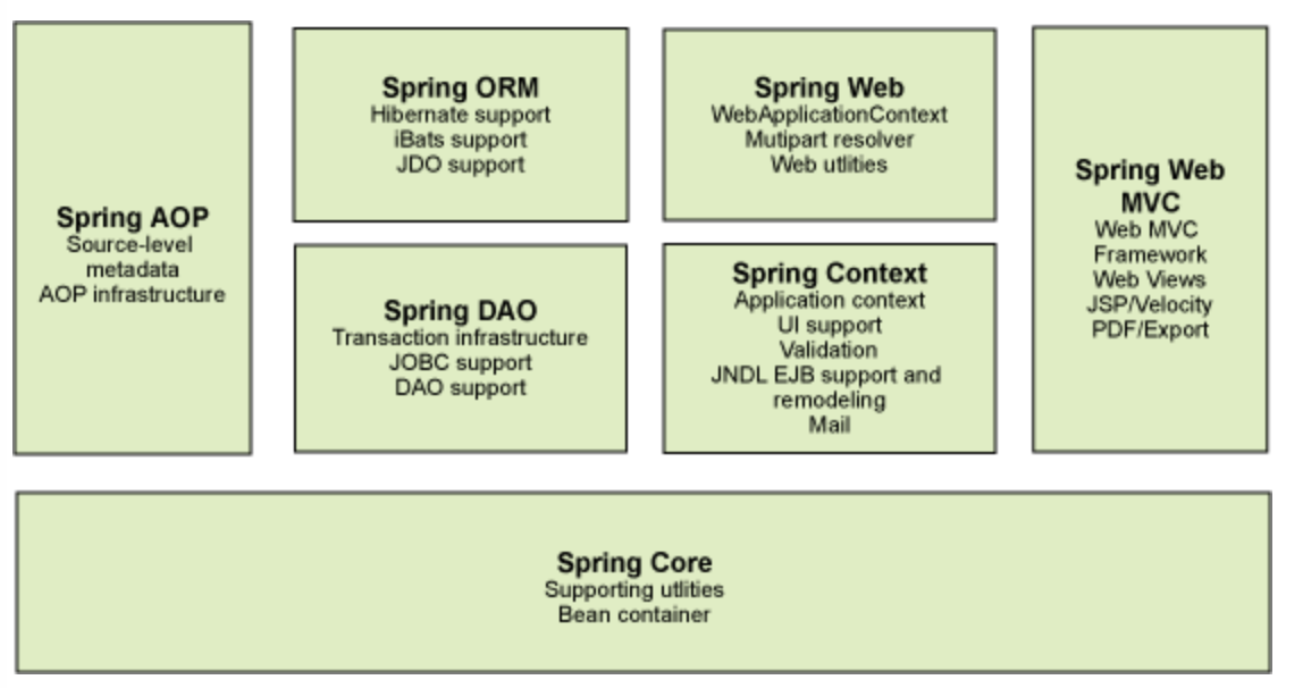 Spring AOP
Source-level
metadata
AOP infrastructure
Spring ORM
Hibernate support
iBats support
JDO support
Spring Web
WebApplicationContext
Mutipart resolver
Web utlities
Spring DAO
Transaction infrastructure
JOBC support
DAO support
Spring Context
Application context
UI support
Validation
JNDL EJB support and
remodeling
Mail
Spring Web
MVC
Web MVC
Framework
Web Views
JSP/Velocity
PDF/Export
Spring Core
Supporting utlities
Bean container